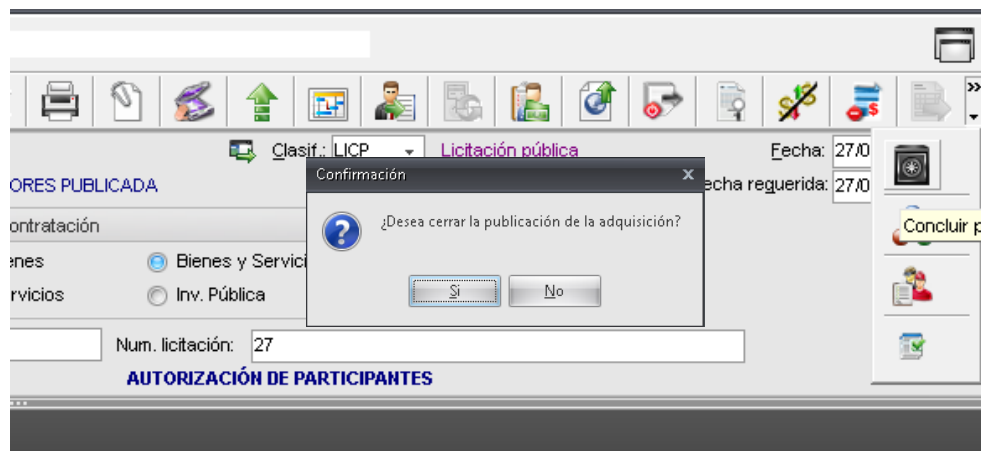 Clasif.: LICP Licitación pública Fecha: 27/0
ORES PUBLICADA echa requerida: 27/0
Confirmación x
¿Desea cerrar la publicación de la adquisición?
Si No
Concluir p
ontratación
enes Bienes y Servici
rvicios Inv. Pública
Num. licitación: 27
AUTORIZACIÓN DE PARTICIPANTES